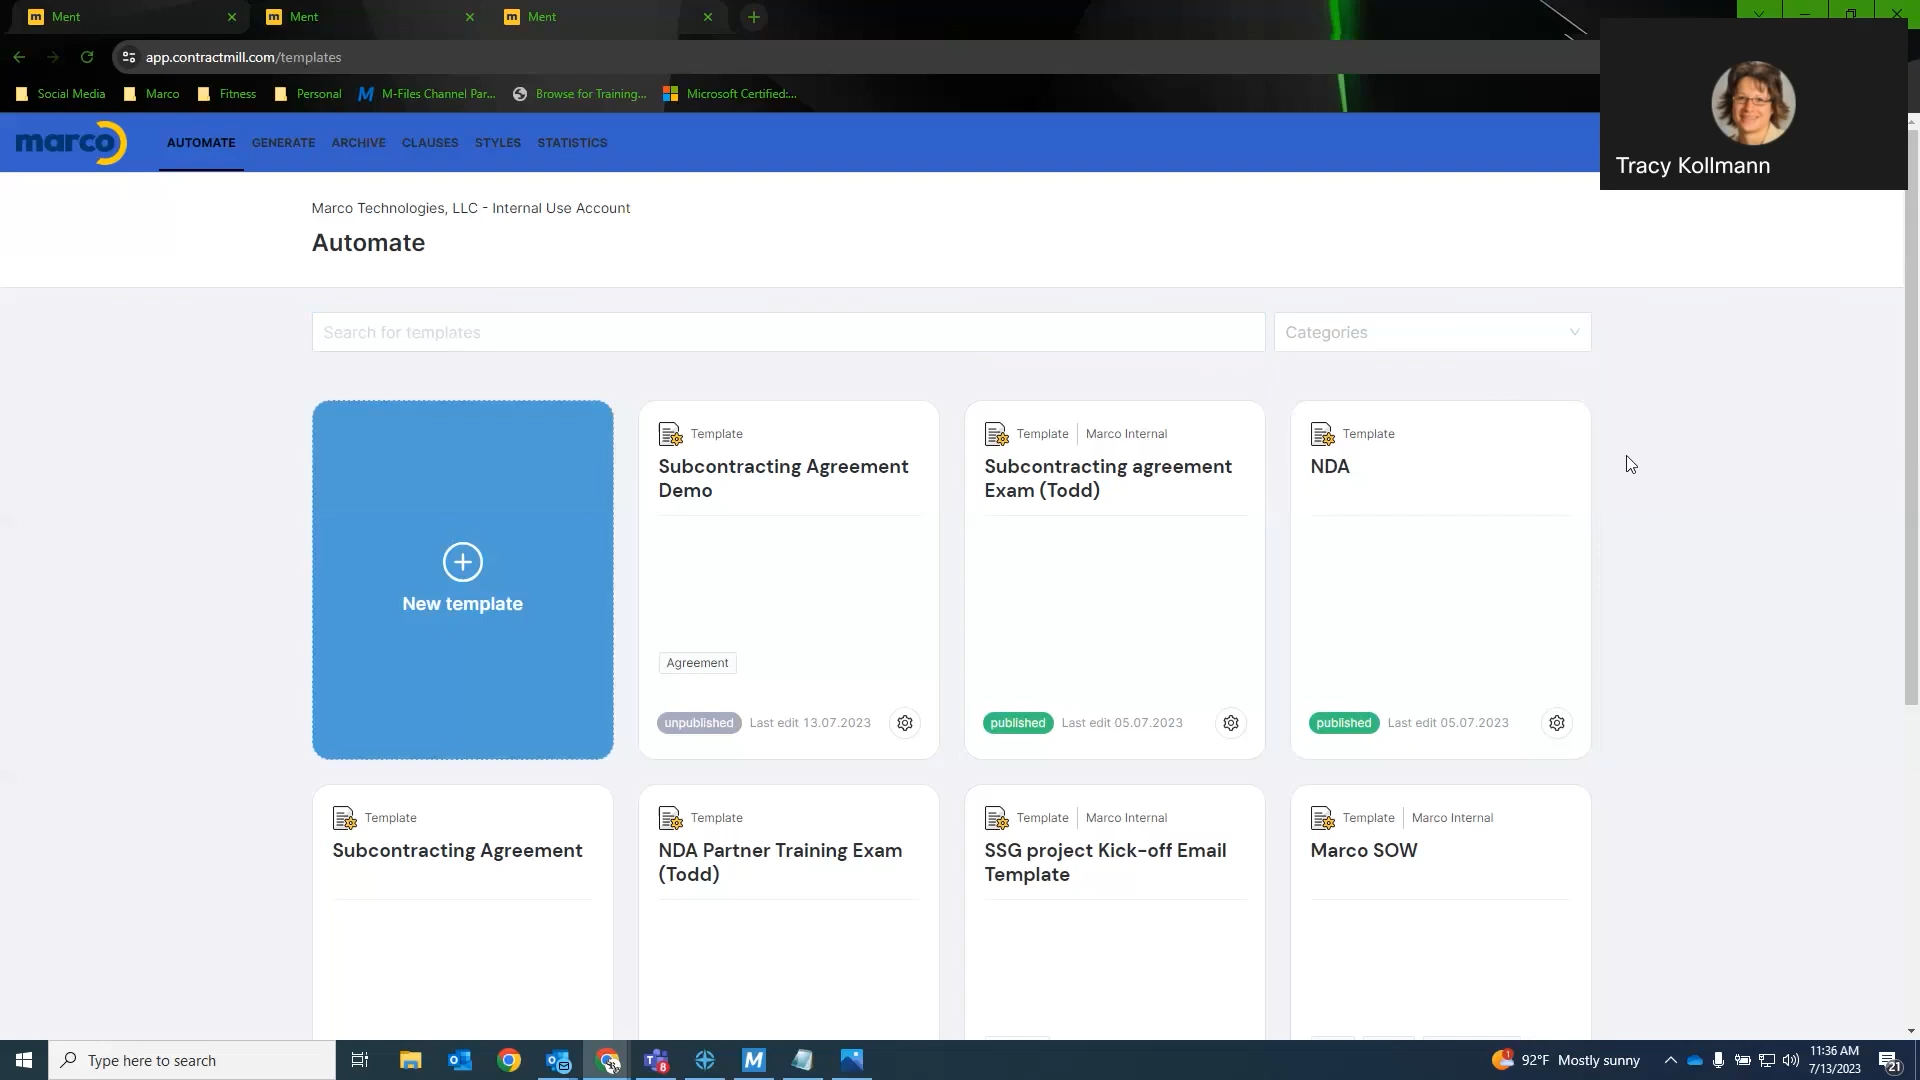 Ment
Ment
Ment
app.contractmill.com/templates
Social Media
Marco
Fitness
Personal
M-Files Channel Par...
Browse for Training...
Microsoft Certified:...
Tracy Kollmann
marco
AUTOMATE
GENERATE
ARCHIVE
CLAUSES
STYLES
STATISTICS
Marco Technologies, LLC - Internal Use Account
Automate
Search for templates
Categories
New template
Template
Subcontracting Agreement
Demo
Agreement
unpublished
Last edit 13.07.2023
Template
Marco Internal
Subcontracting agreement
Exam (Todd)
published
Last edit 05.07.2023
Template
NDA
published
Last edit 05.07.2023
Template
Subcontracting Agreement
Template
NDA Partner Training Exam
(Todd)
Template
Marco Internal
SSG project Kick-off Email
Template
Template
Marco Internal
Marco SOW
Type here to search
8
1
92°F Mostly sunny
11:36 AM
7/13/2023
21